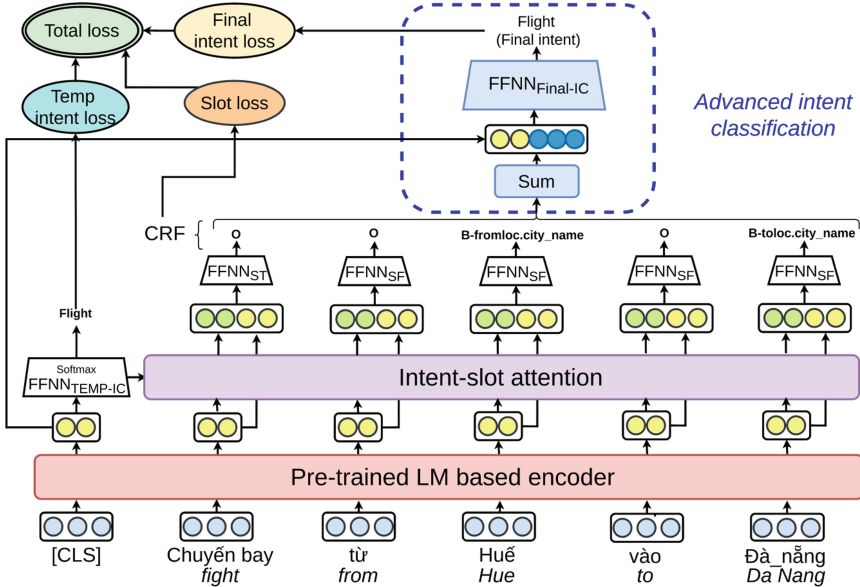 Total loss
Final
intent loss
Flight
(Final intent)
Temp
intent loss
Slot loss
FFNNFinal-IC
Advanced intent
classification
Sum
CRF
O
O
B-fromloc.city_name
O
B-toloc.city_name
FFNNST
FFNNSF
FFNNSF
FFNNSF
FFNNSF
Flight
Softmax
FFNNTEMP-IC
Intent-slot attention
Pre-trained LM based encoder
[CLS]
Chuyến bay
từ
Huế
vào
Đà_nẵng
fight
from
Hue
to
Da Nang